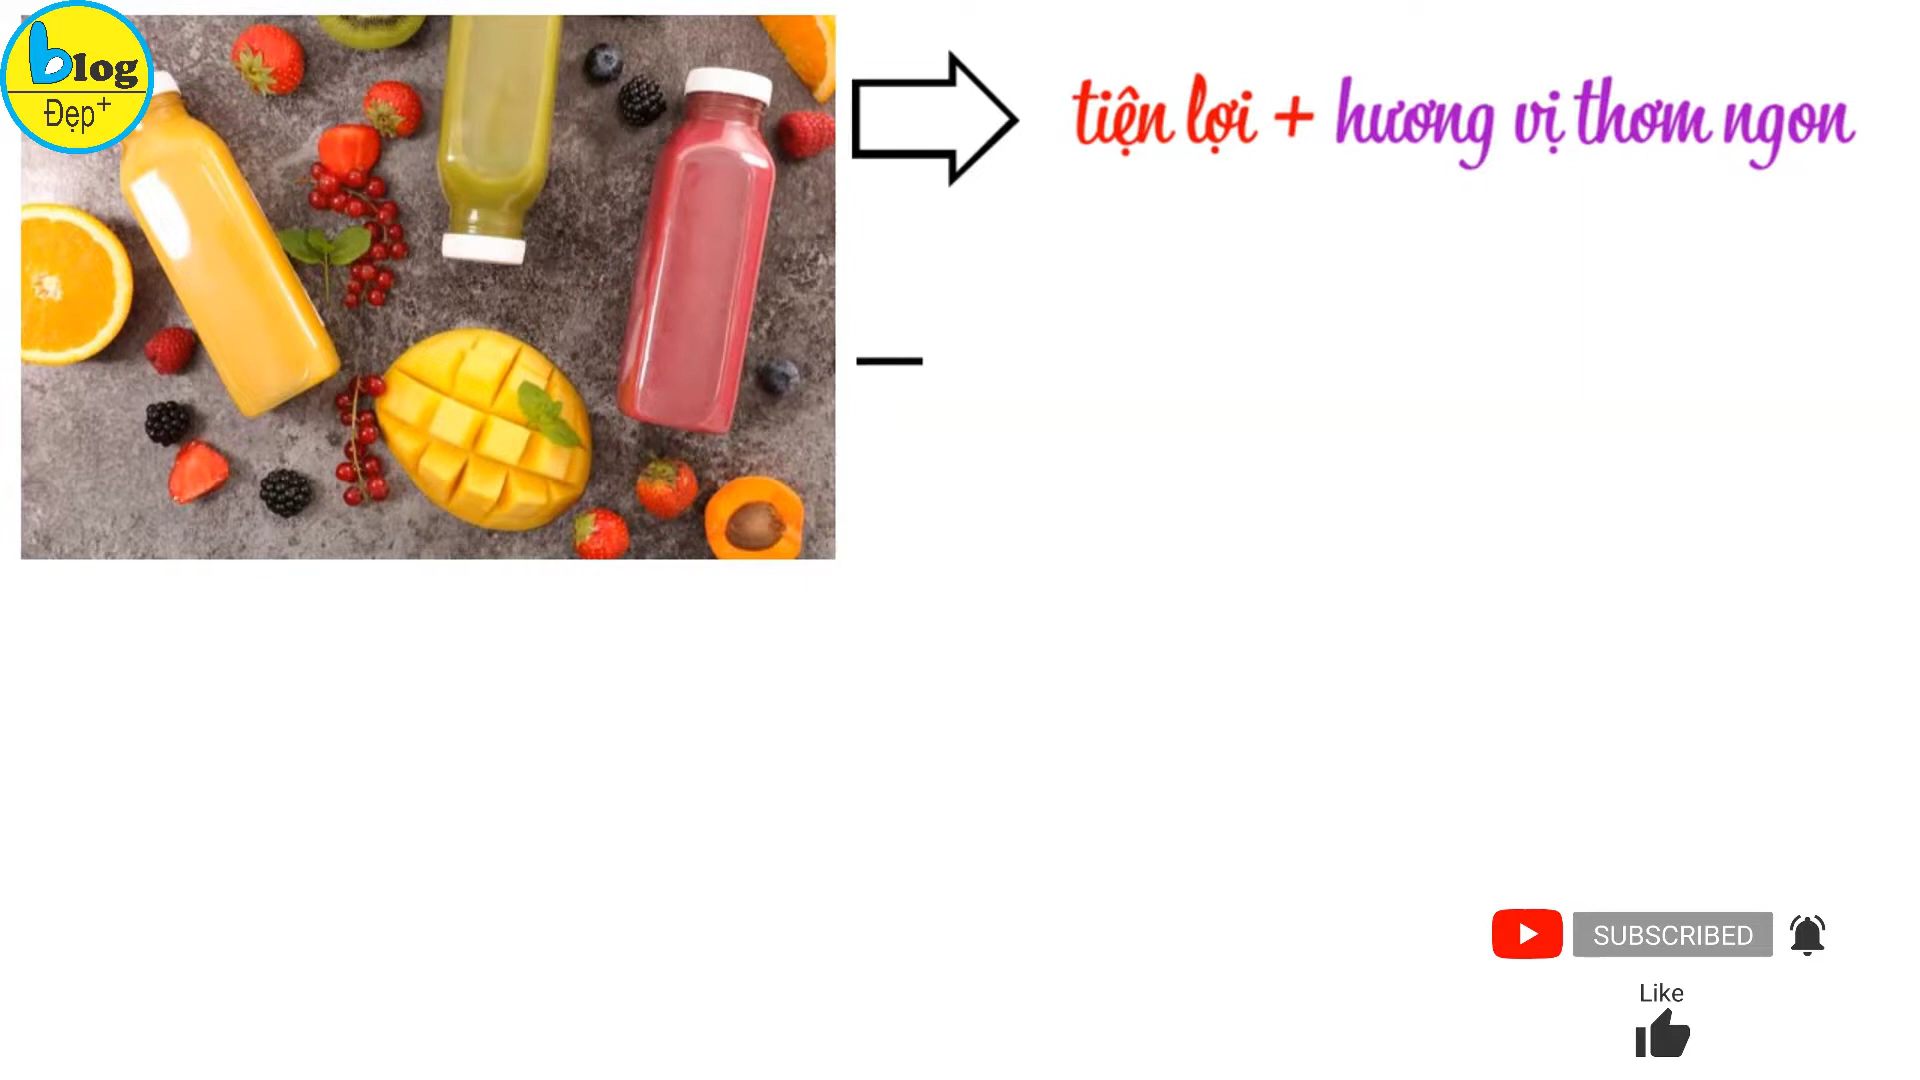 blog
Đẹp+
tiện lợi + hương vị thơm ngon
SUBSCRIBED
Like